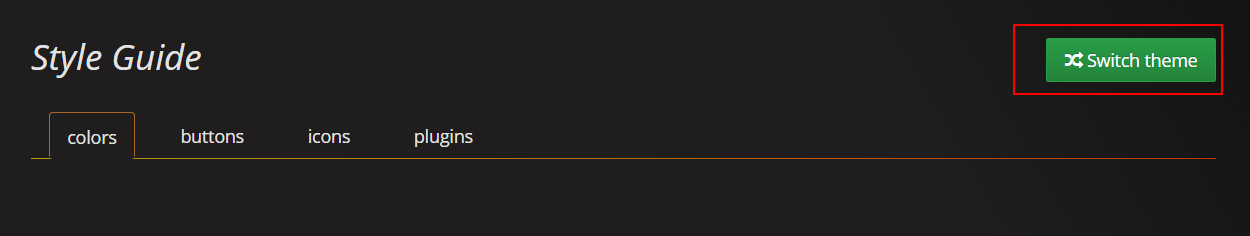 Style Guide
Switch theme
colors buttons icons plugins